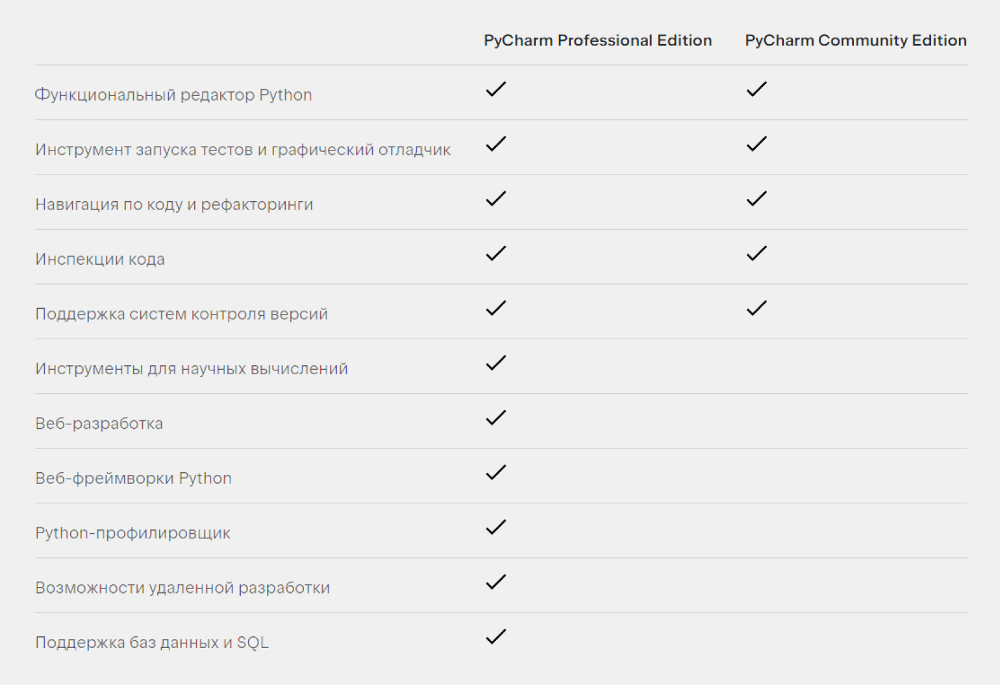 PyCharm Professional Edition PyCharm Community Edition
Функциональный редактор Python
Инструмент запуска тестов и графический отладчик
Навигация по коду и рефакторинги
Инспекции кода
Поддержка систем контроля версий
Инструменты для научных вычислений
Веб-разработка
Веб-фреймворки Python
Python-профилировщик
Возможности удаленной разработки
Поддержка баз данных и SQL